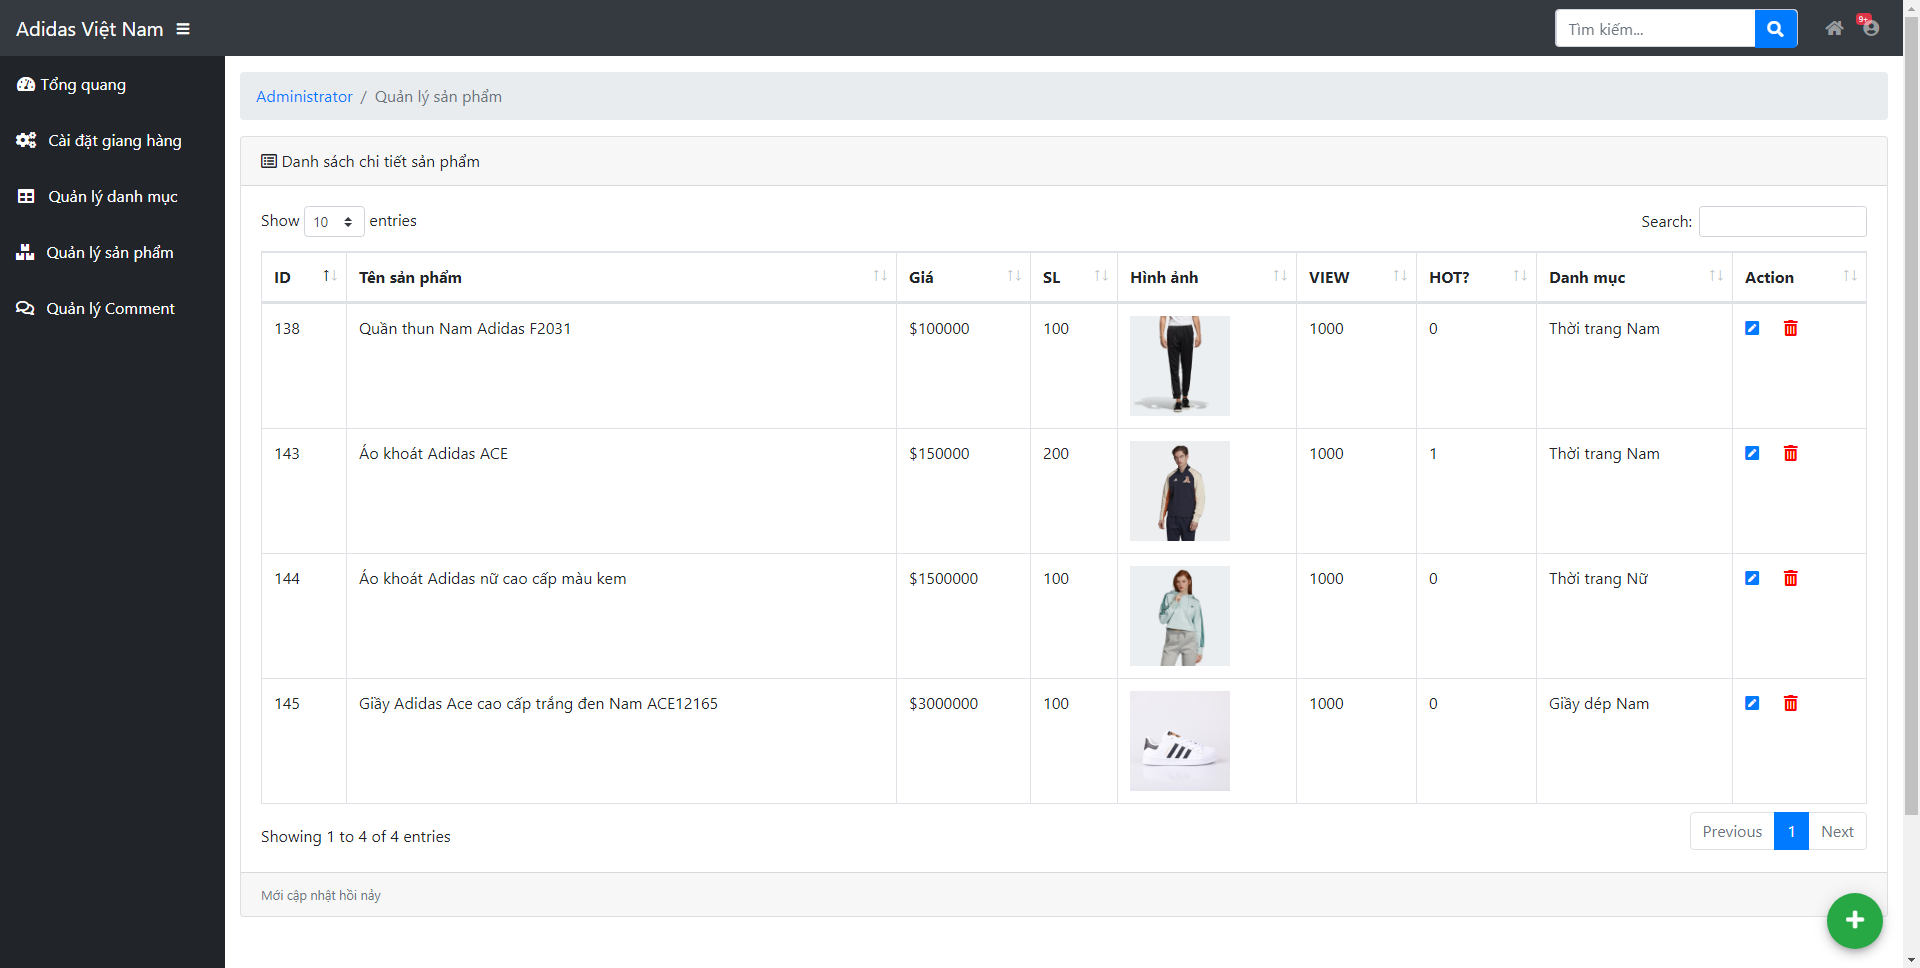 Adidas Việt Nam
Tìm kiếm...
9+
Tổng quang
Cài đặt giang hàng
Quản lý danh mục
Quản lý sản phẩm
Quản lý Comment
Administrator / Quản lý sản phẩm
Danh sách chi tiết sản phẩm
Show 10 entries
Search:
ID Tên sản phẩm Giá SL Hình ảnh VIEW HOT? Danh mục Action
138 Quần thun Nam Adidas F2031 $100000 100 1000 0 Thời trang Nam
143 Áo khoát Adidas ACE $150000 200 1000 1 Thời trang Nam
144 Áo khoát Adidas nữ cao cấp màu kem $1500000 100 1000 0 Thời trang Nữ
145 Giầy Adidas Ace cao cấp trắng đen Nam ACE12165 $3000000 100 1000 0 Giầy dép Nam
Showing 1 to 4 of 4 entries
Previous 1 Next
Mới cập nhật hồi nảy